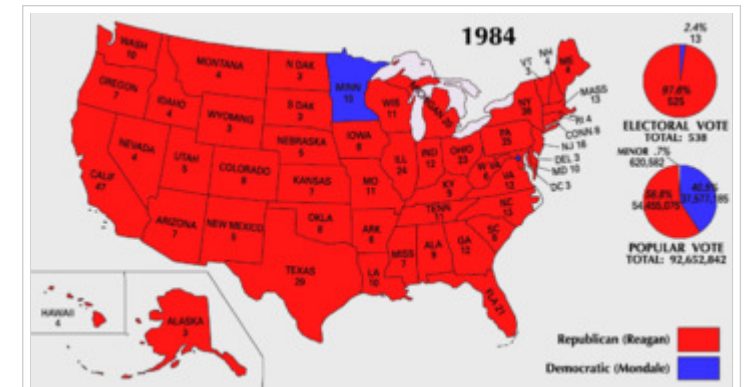 1984
WASH
10
OREGON
7
CALIF
47
NEVADA
4
IDAHO
4
MONTANA
4
WYOMING
3
UTAH
5
ARIZONA
7
COLORADO
8
NEW MEXICO
5
N DAK
3
S DAK
3
NEBRASKA
5
KANSAS
7
OKLA
8
TEXAS
29
MINN
10
IOWA
8
MO
11
ARK
6
LA
10
WIS
11
ILL
24
MICHIGAN 20
IND
12
OHIO
23
KY
9
TENN
11
MISS
7
ALA
9
GA
12
FLA 21
SC
8
NC
13
VA
12
W VA
6
PA
25
NY
36
VT
3
NH
4
ME
4
MASS
13
RI 4
CONN 8
NJ 16
DEL 3
MD 10
DC 3
HAWAII
4
ALASKA
3
2.4%
13
97.6%
525
ELECTORAL VOTE
TOTAL: 538
MINOR .7%
620,582
58.8%
54,455,075
40.6%
37,577,185
POPULAR VOTE
TOTAL: 92,652,842
Republican (Reagan)
Democratic (Mondale)